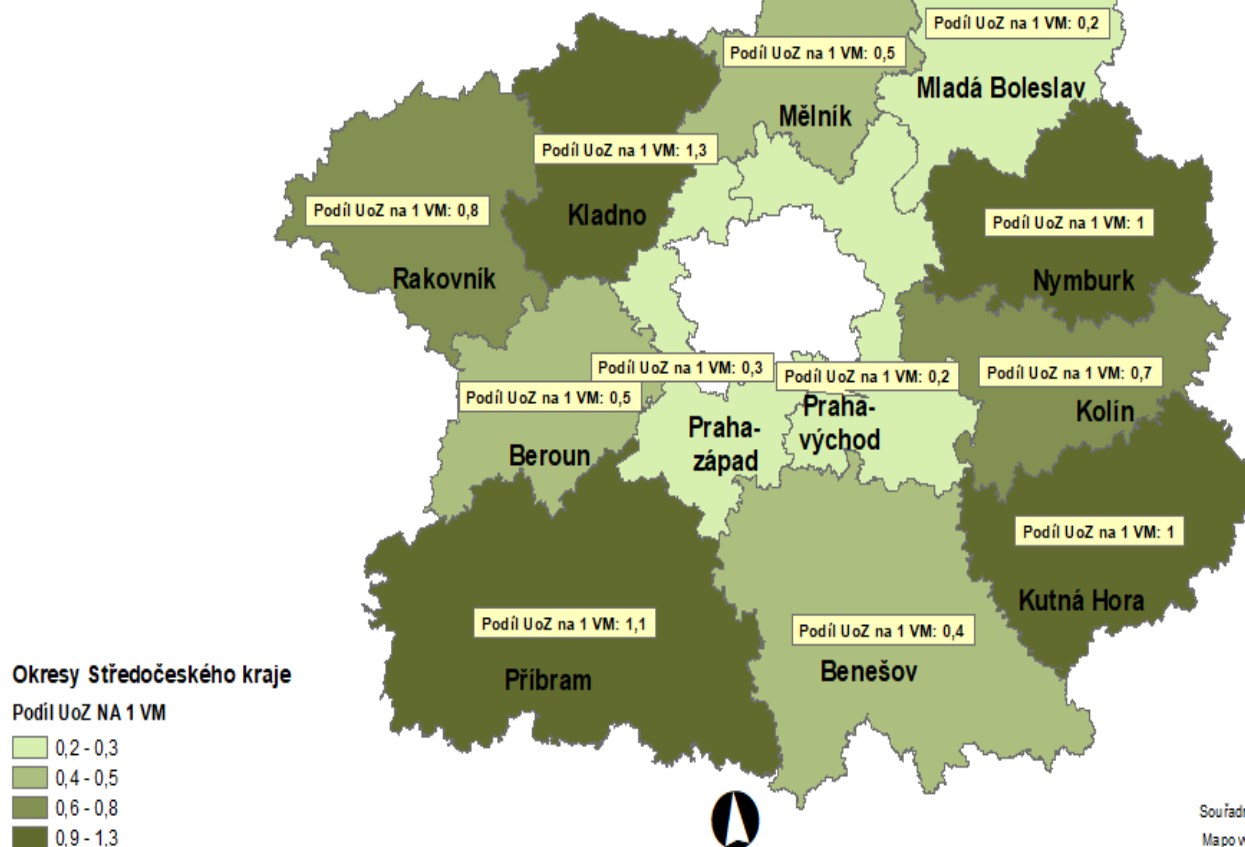 Podíl UoZ na 1 VM: 0,2
Podíl UoZ na 1 VM: 0,5
Mladá Boleslav
Mělník
Podíl UoZ na 1 VM: 1,3
Podíl UoZ na 1 VM: 0,8
Kladno
Podíl UoZ na 1 VM: 1
Rakovník
Nymburk
Podíl UoZ na 1 VM: 0,3
Podíl UoZ na 1 VM: 0,2
Podíl UoZ na 1 VM: 0,7
Podíl UoZ na 1 VM: 0,5
Kolín
Praha-
východ
Praha-
západ
Beroun
Podíl UoZ na 1 VM: 1
Kutná Hora
Podíl UoZ na 1 VM: 1,1
Podíl UoZ na 1 VM: 0,4
Příbram
Benešov
Okresy Středočeského kraje
Podíl UoZ NA 1 VM
0,2 - 0,3
0,4 - 0,5
0,6 - 0,8
0,9 - 1,3